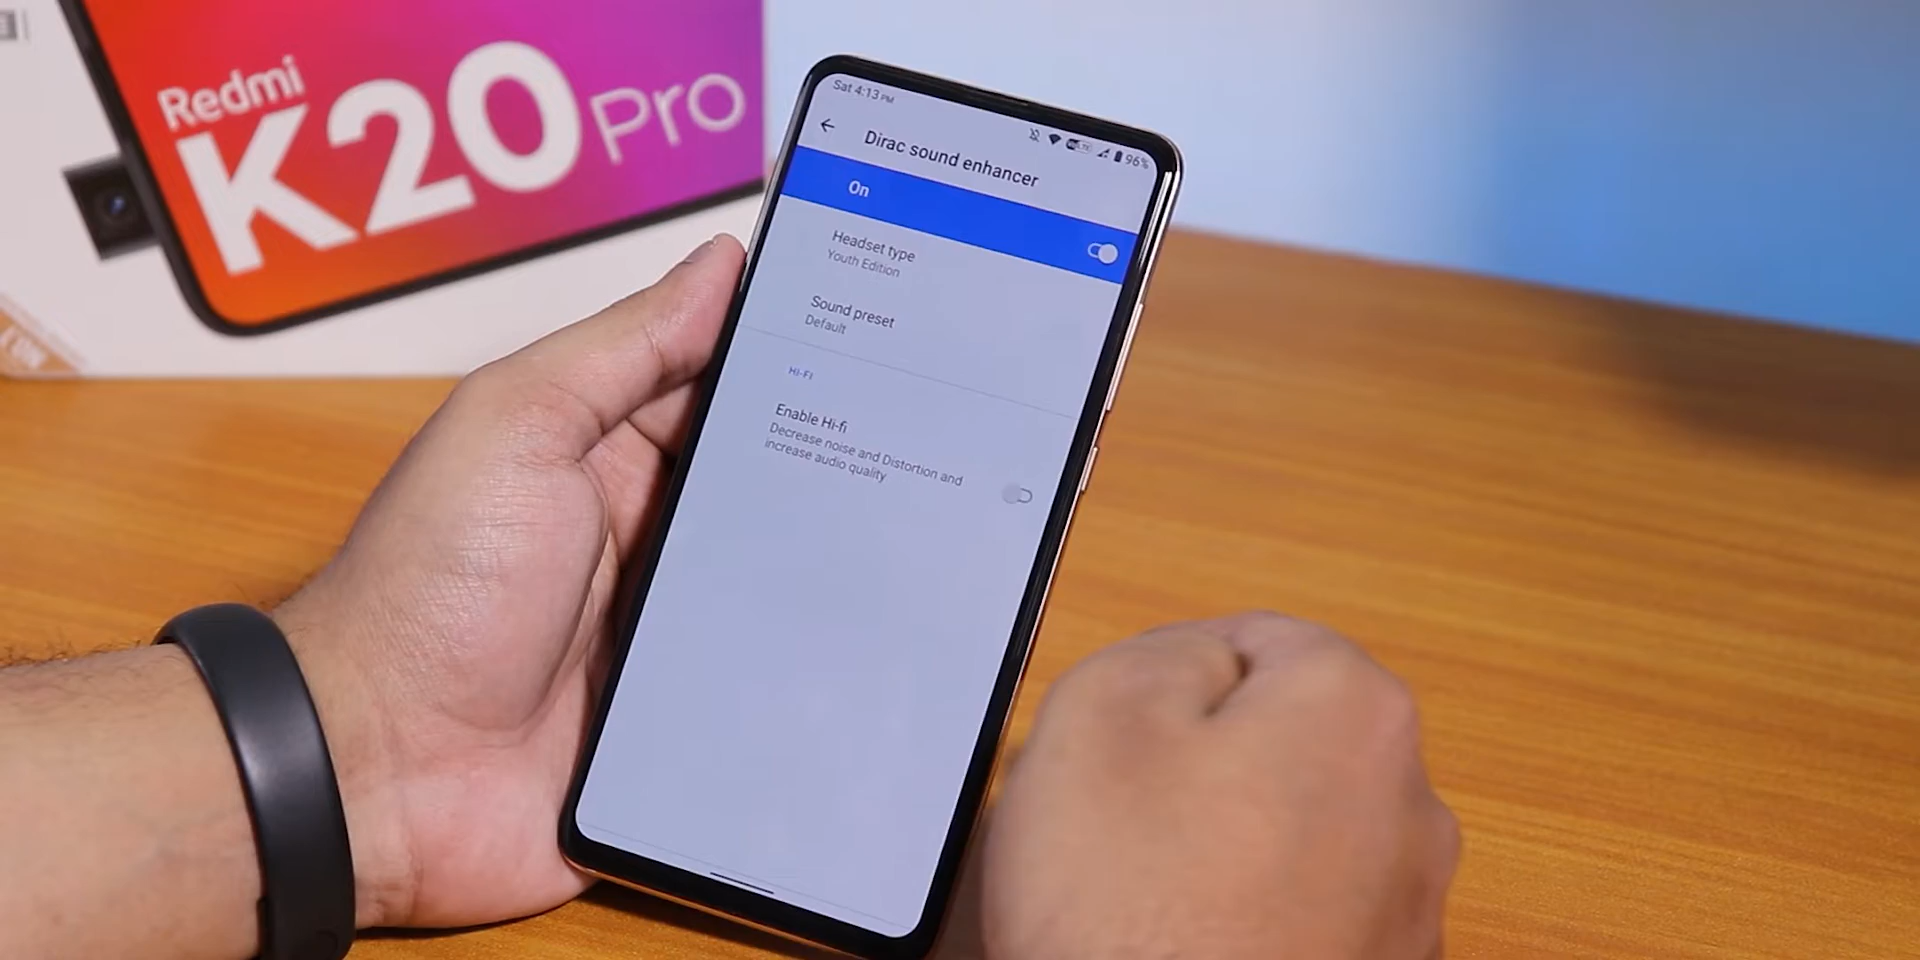 Redmi
K20 Pro
Sat 4:13 PM
96%
Dirac sound enhancer
On
Headset type
Youth Edition
Sound preset
Default
HI-FI
Enable Hi-fi
Decrease noise and Distortion and
increase audio quality